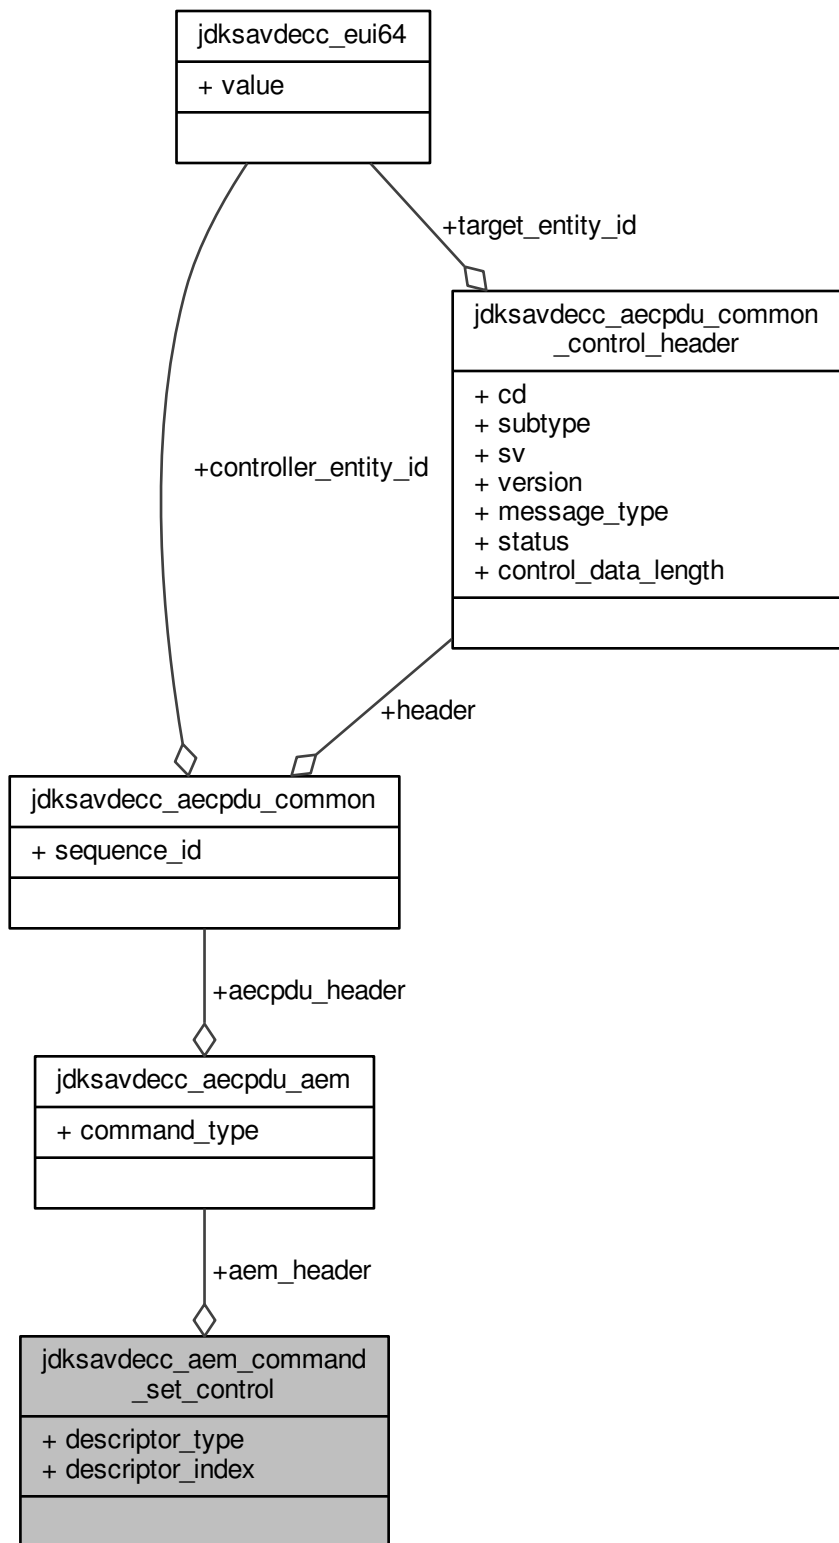 jdksavdecc_eui64
+ value
+target_entity_id
jdksavdecc_aecpdu_common
_control_header
+ cd
+ subtype
+ sv
+ version
+ message_type
+ status
+ control_data_length
+controller_entity_id
+header
jdksavdecc_aecpdu_common
+ sequence_id
+aecpdu_header
jdksavdecc_aecpdu_aem
+ command_type
+aem_header
jdksavdecc_aem_command
_set_control
+ descriptor_type
+ descriptor_index